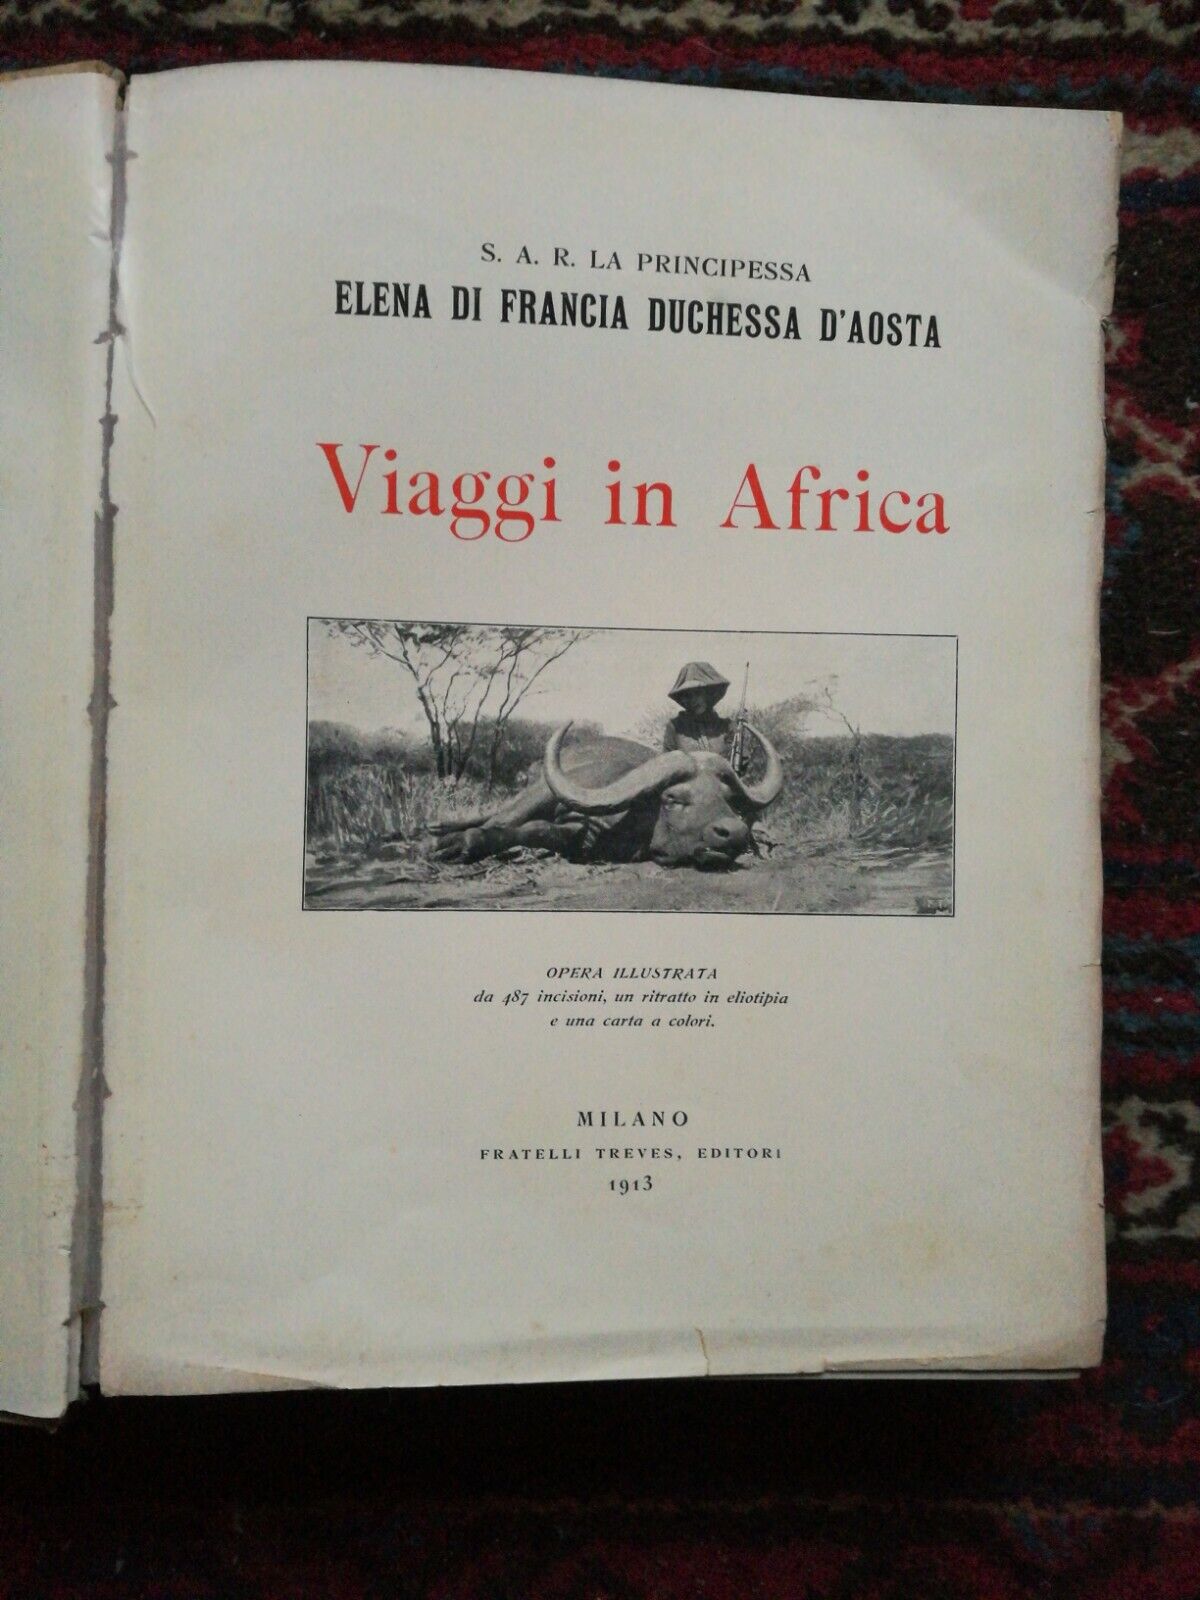 S. A. R. LA PRINCIPESSA
ELENA DI FRANCIA DUCHESSA D'AOSTA
Viaggi in Africa
OPERA ILLUSTRATA
da 487 incisioni, un ritratto in eliotipia
e una carta a colori.
MILANO
FRATELLI TREVES, EDITORI
1913